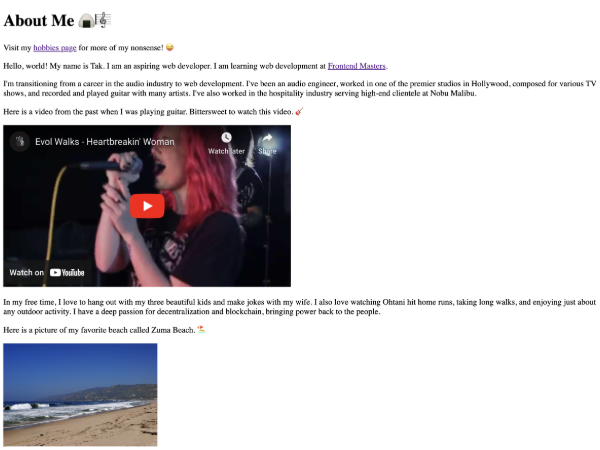 About Me 🍙🎼
Visit my hobbies page for more of my nonsense! 😜
Hello, world! My name is Tak. I am an aspiring web developer. I am learning web development at Frontend Masters.
I'm transitioning from a career in the audio industry to web development. I've been an audio engineer, worked in one of the premier studios in Hollywood, composed for various TV
shows, and recorded and played guitar with many artists. I've also worked in the hospitality industry serving high-end clientele at Nobu Malibu.
Here is a video from the past when I was playing guitar. Bittersweet to watch this video. 🎸
Evol Walks - Heartbreakin' Woman
Watch later
Share
Watch on YouTube
In my free time, I love to hang out with my three beautiful kids and make jokes with my wife. I also love watching Ohtani hit home runs, taking long walks, and enjoying just about
any outdoor activity. I have a deep passion for decentralization and blockchain, bringing power back to the people.
Here is a picture of my favorite beach called Zuma Beach. 🏖️